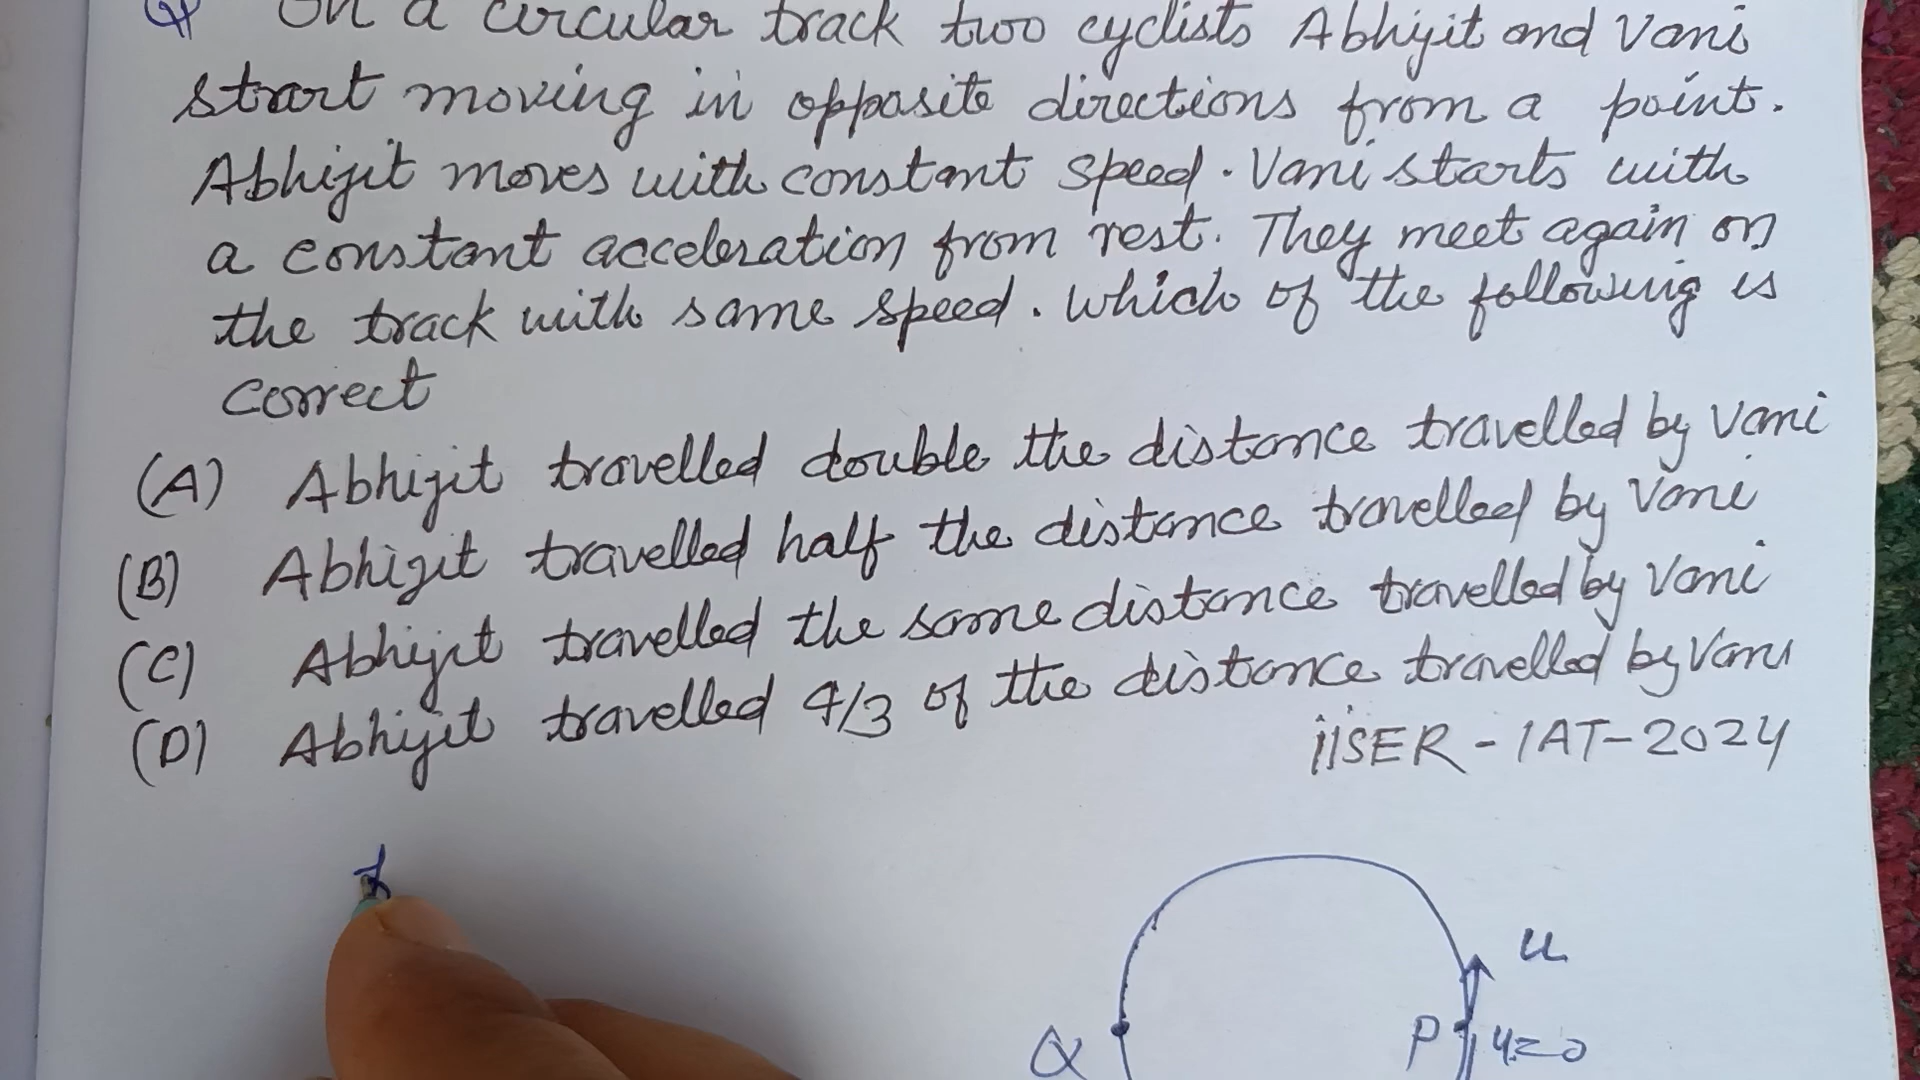 Q On a circular track two cyclists Abhijit and Vani
start moving in opposite directions from a point.
Abhijit moves with constant speed. Vani starts with
a constant acceleration from rest. They meet again on
the track with same speed. which of the following is
correct
(A) Abhijit travelled double the distance travelled by Vani
(B) Abhijit travelled half the distance travelled by Vani
(C) Abhijit travelled the same distance travelled by Vani
(D) Abhijit travelled 4/3 of the distance travelled by Vani
iiSER - IAT-2024
u
Q P u=0